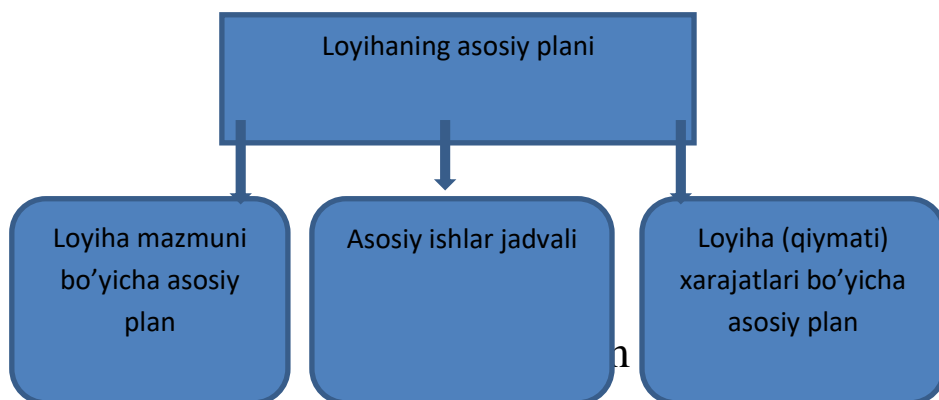 Loyihaning asosiy plani
Loyiha mazmuni
bo’yicha asosiy
plan
Asosiy ishlar jadvali
Loyiha (qiymati)
xarajatlari bo’yicha
asosiy plan